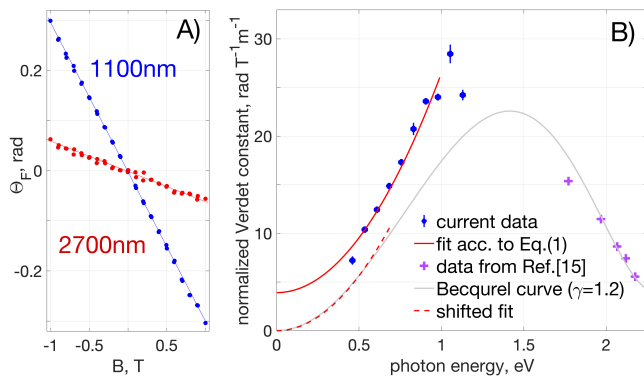 A)
1100nm
2700nm
Θ_F, rad
0.2
0
-0.2
-1
-0.5
0
0.5
1
B, T
B)
normalized Verdet constant, rad T⁻¹m⁻¹
30
20
10
0
0
0.5
1
1.5
2
photon energy, eV
current data
fit acc. to Eq.(1)
data from Ref.[15]
Becqurel curve (γ=1.2)
shifted fit